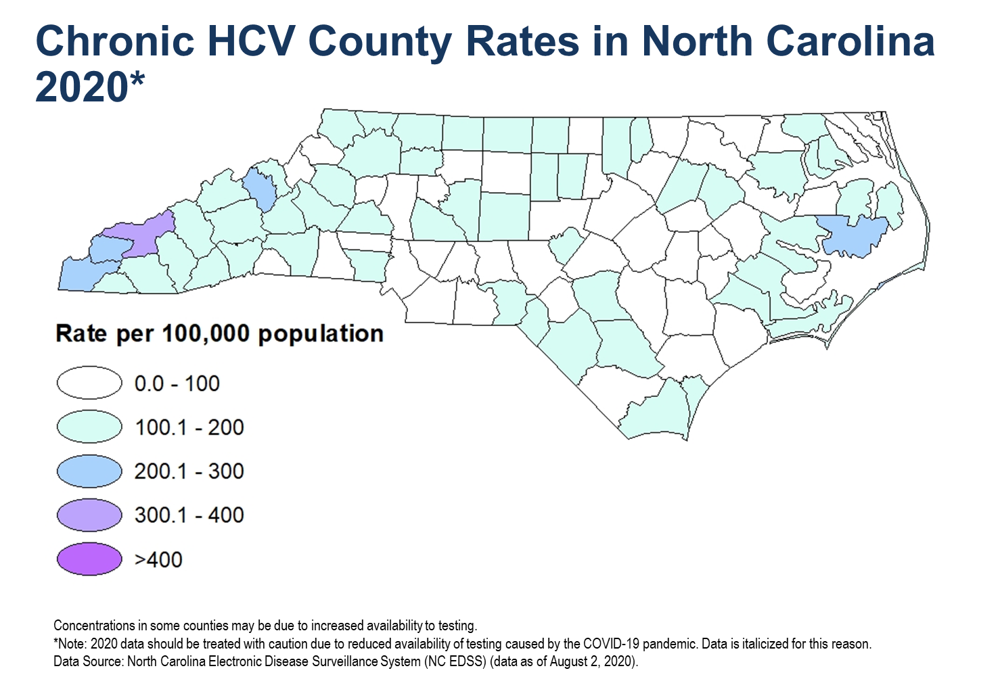 Chronic HCV County Rates in North Carolina
2020*
Rate per 100,000 population
0.0 - 100
100.1 - 200
200.1 - 300
300.1 - 400
>400
Concentrations in some counties may be due to increased availability to testing.
*Note: 2020 data should be treated with caution due to reduced availability of testing caused by the COVID-19 pandemic. Data is italicized for this reason.
Data Source: North Carolina Electronic Disease Surveillance System (NC EDSS) (data as of August 2, 2020).